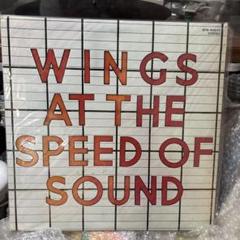 WINGS
AT THE
SPEED OF
SOUND